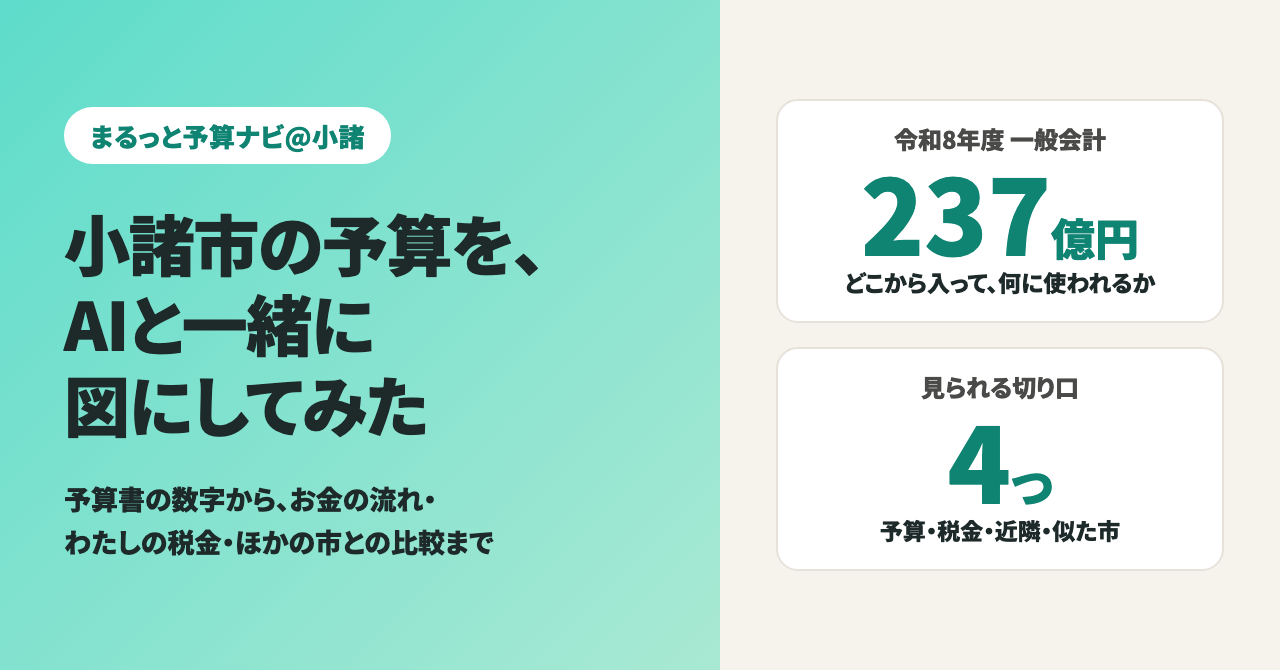 まるっと予算ナビ@小諸
小諸市の予算を、
AIと一緒に
図にしてみた
予算書の数字から、お金の流れ・
わたしの税金・ほかの市との比較まで
令和8年度 一般会計
237億円
どこから入って、何に使われるか
見られる切り口
4つ
予算・税金・近隣・似た市